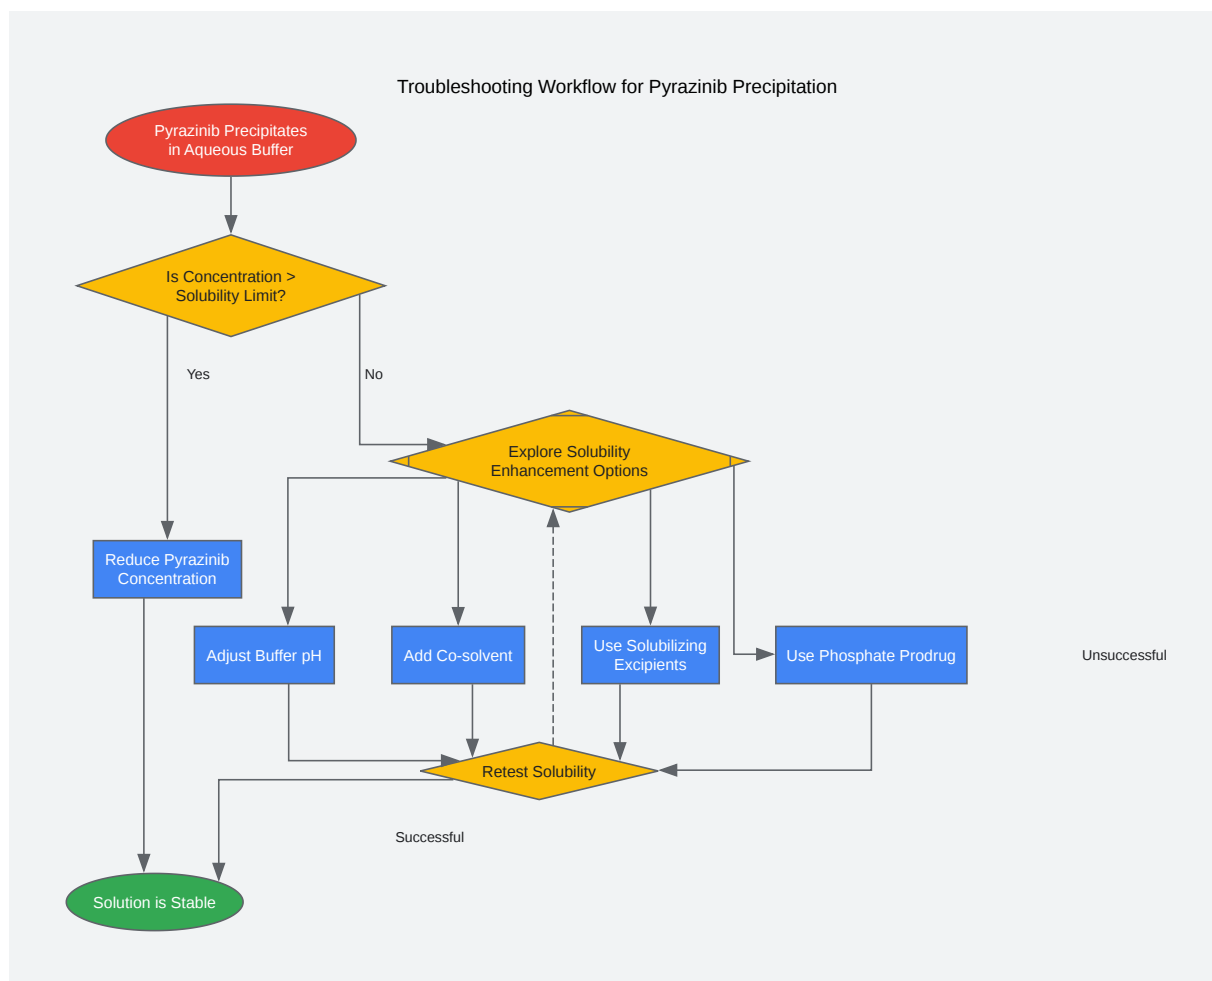 Troubleshooting Workflow for Pyrazinib Precipitation
Pyrazinib Precipitates
in Aqueous Buffer
Is Concentration >
Solubility Limit?
Yes
No
Explore Solubility
Enhancement Options
Reduce Pyrazinib
Concentration
Adjust Buffer pH
Add Co-solvent
Use Solubilizing
Excipients
Use Phosphate Prodrug
Unsuccessful
Retest Solubility
Successful
Solution is Stable